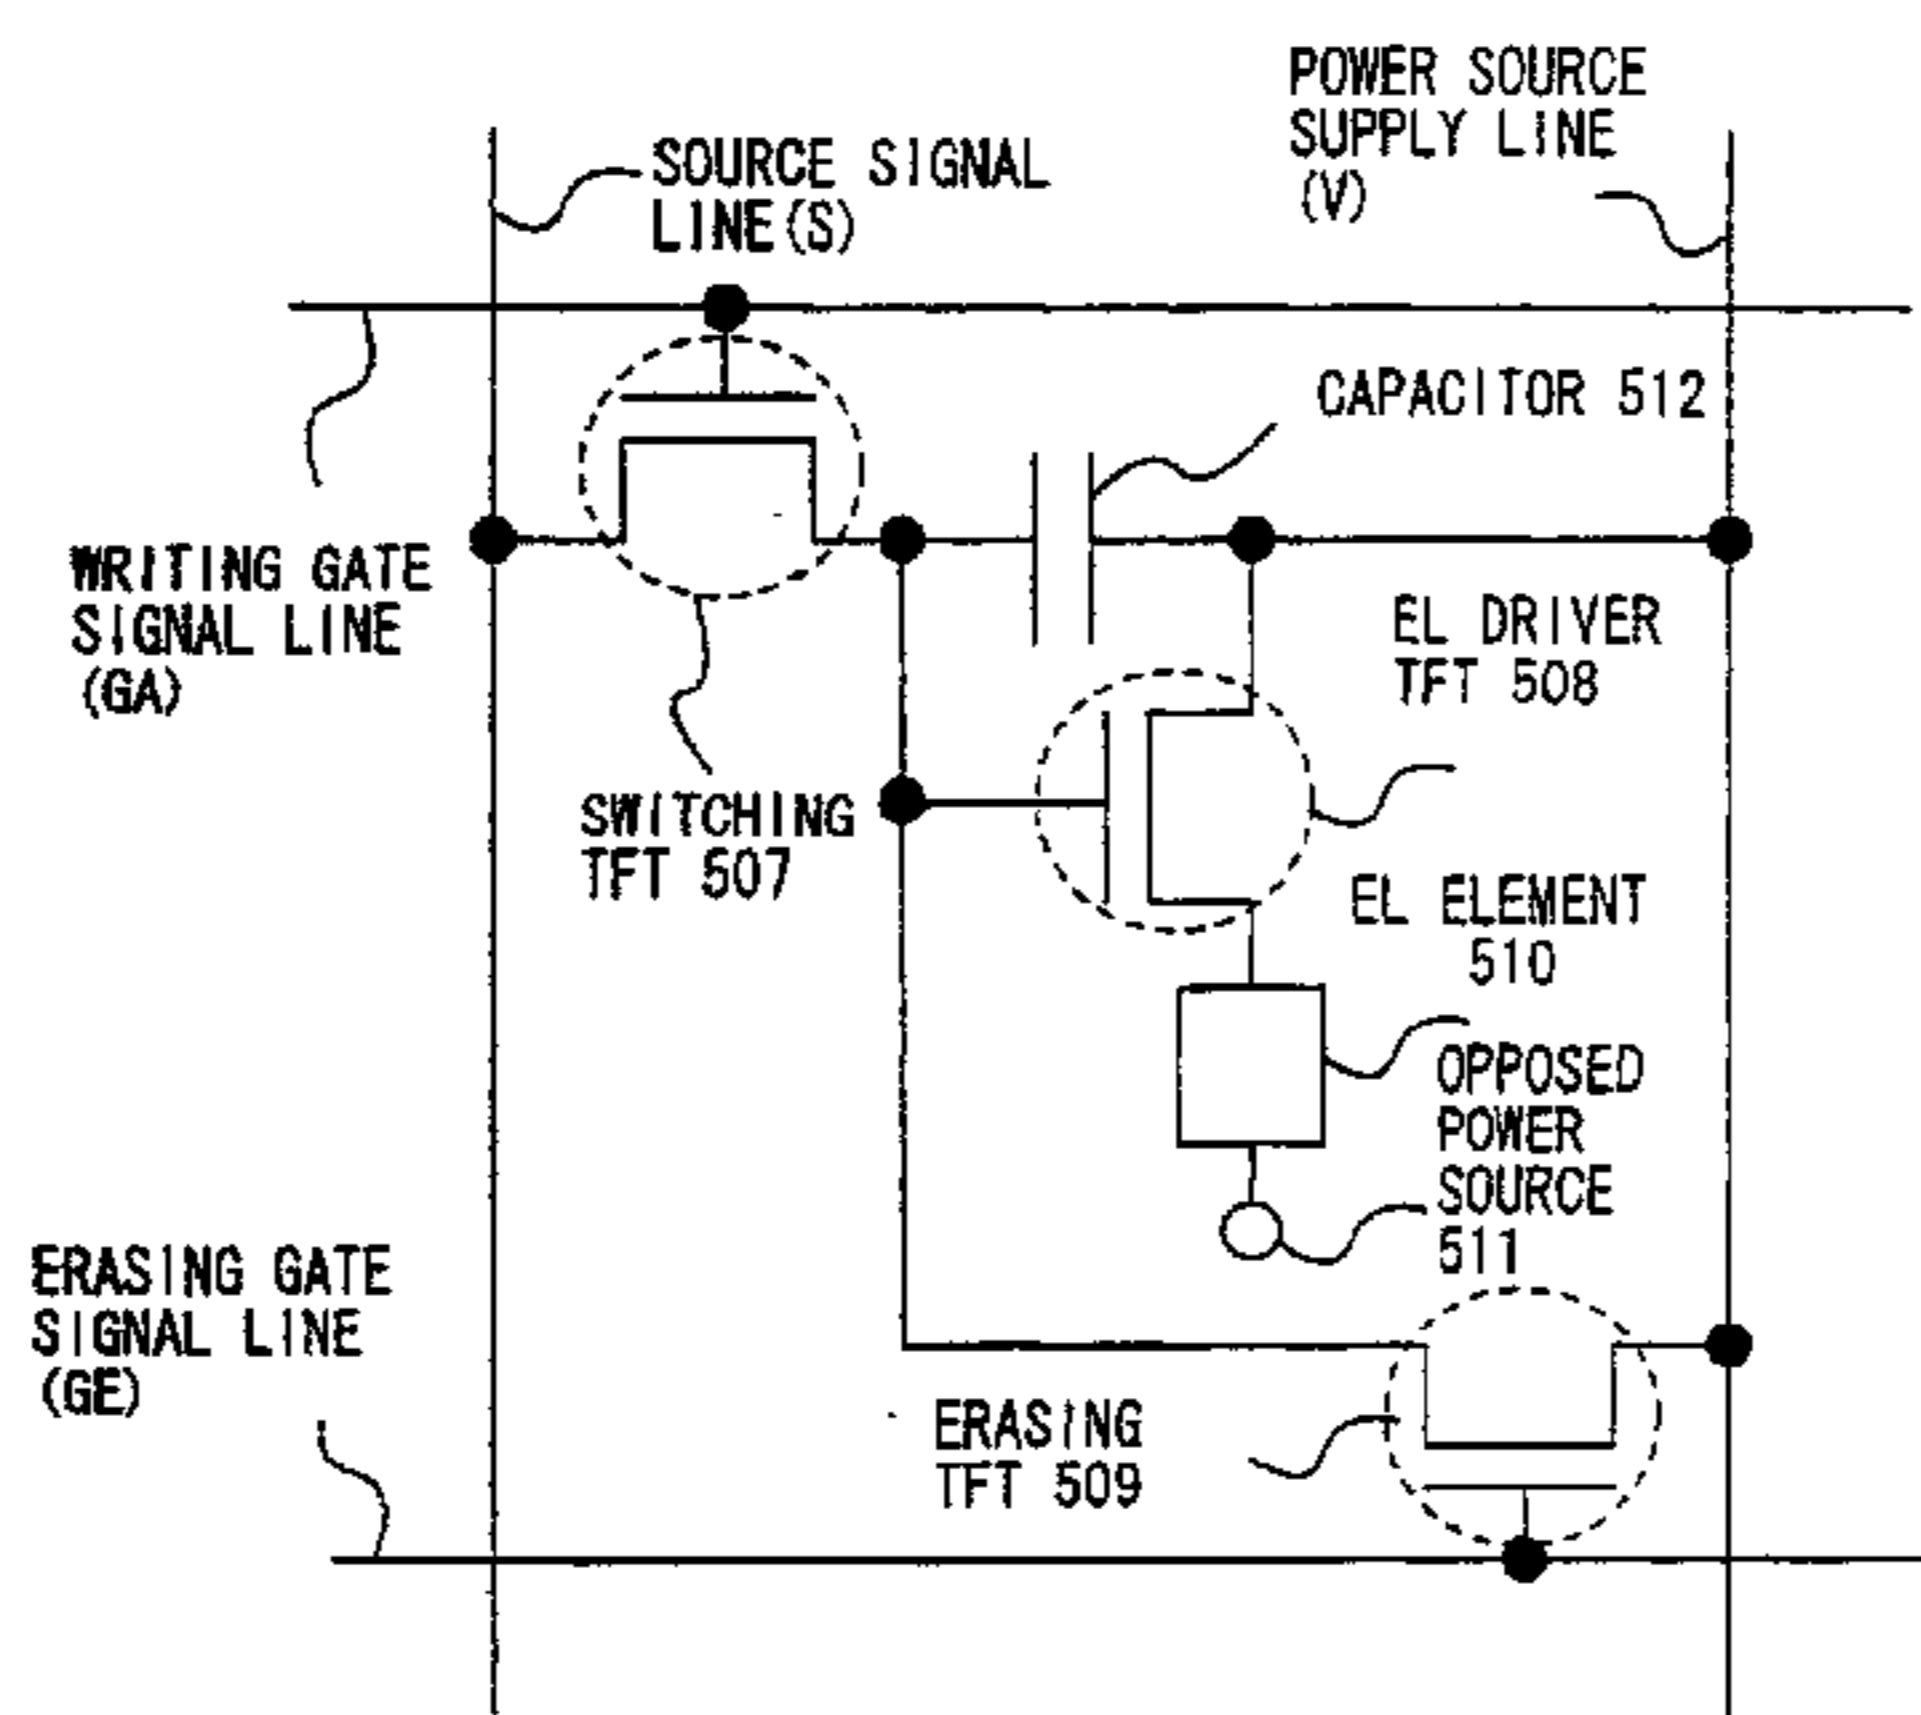 POWER SOURCE
SUPPLY LINE
(V)
SOURCE SIGNAL
LINE(S)
CAPACITOR 512
WRITING GATE
SIGNAL LINE
(GA)
EL DRIVER
TFT 508
SWITCHING
TFT 507
EL ELEMENT
510
OPPOSED
POWER
SOURCE
511
ERASING GATE
SIGNAL LINE
(GE)
ERASING
TFT 509